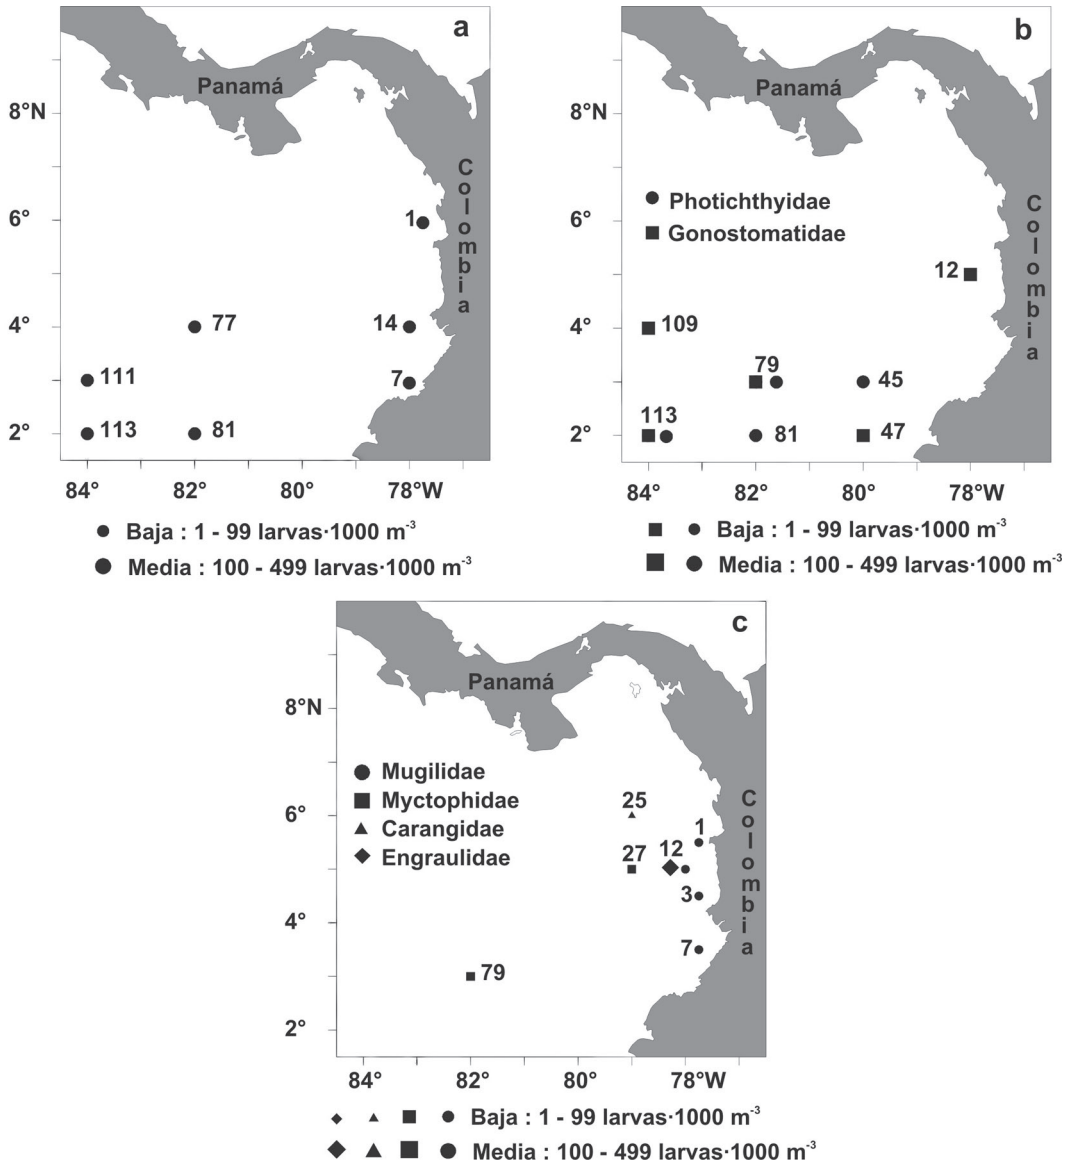 a
Panamá
8°N
Colombia
6°
1
4°
77
14
111
7
2°
113
81
84°
82°
80°
78°W
● Baja : 1 - 99 larvas·1000 m⁻³
● Media : 100 - 499 larvas·1000 m⁻³
b
Panamá
8°N
Colombia
● Photichthyidae
6°
■ Gonostomatidae
12
4°
109
79
45
113
2°
81
47
84°
82°
80°
78°W
■ ● Baja : 1 - 99 larvas·1000 m⁻³
■ ● Media : 100 - 499 larvas·1000 m⁻³
c
Panamá
8°N
● Mugilidae
■ Myctophidae
▲ Carangidae
◆ Engraulidae
Colombia
6°
25
1
27
12
3
4°
7
79
2°
84°
82°
80°
78°W
◆ ▲ ■ ● Baja : 1 - 99 larvas·1000 m⁻³
◆ ▲ ■ ● Media : 100 - 499 larvas·1000 m⁻³